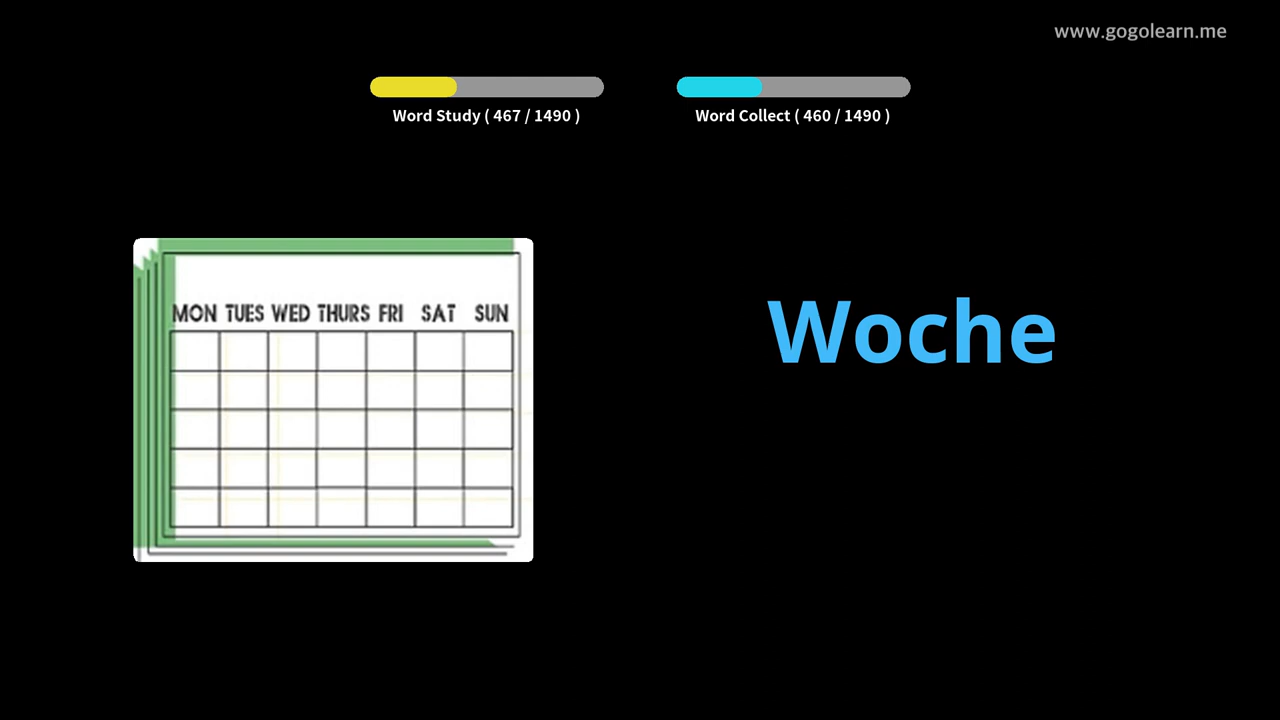 www.gogolearn.me
Word Study ( 467 / 1490 )
Word Collect ( 460 / 1490 )
MON TUES WED THURS FRI SAT SUN
Woche